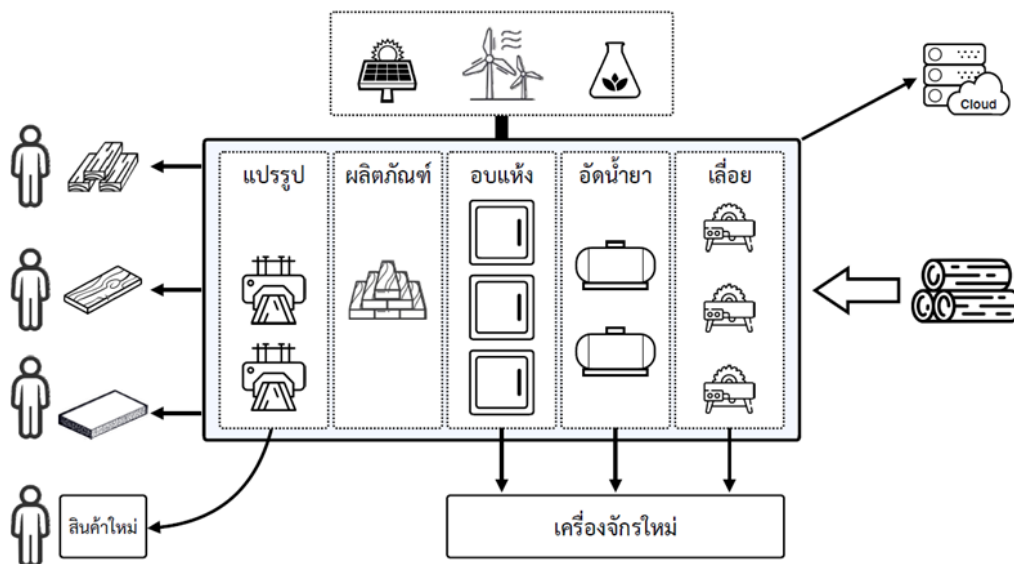 Cloud
แปรรูป
ผลิตภัณฑ์
อบแห้ง
อัดน้ำยา
เลื่อย
สินค้าใหม่
เครื่องจักรใหม่